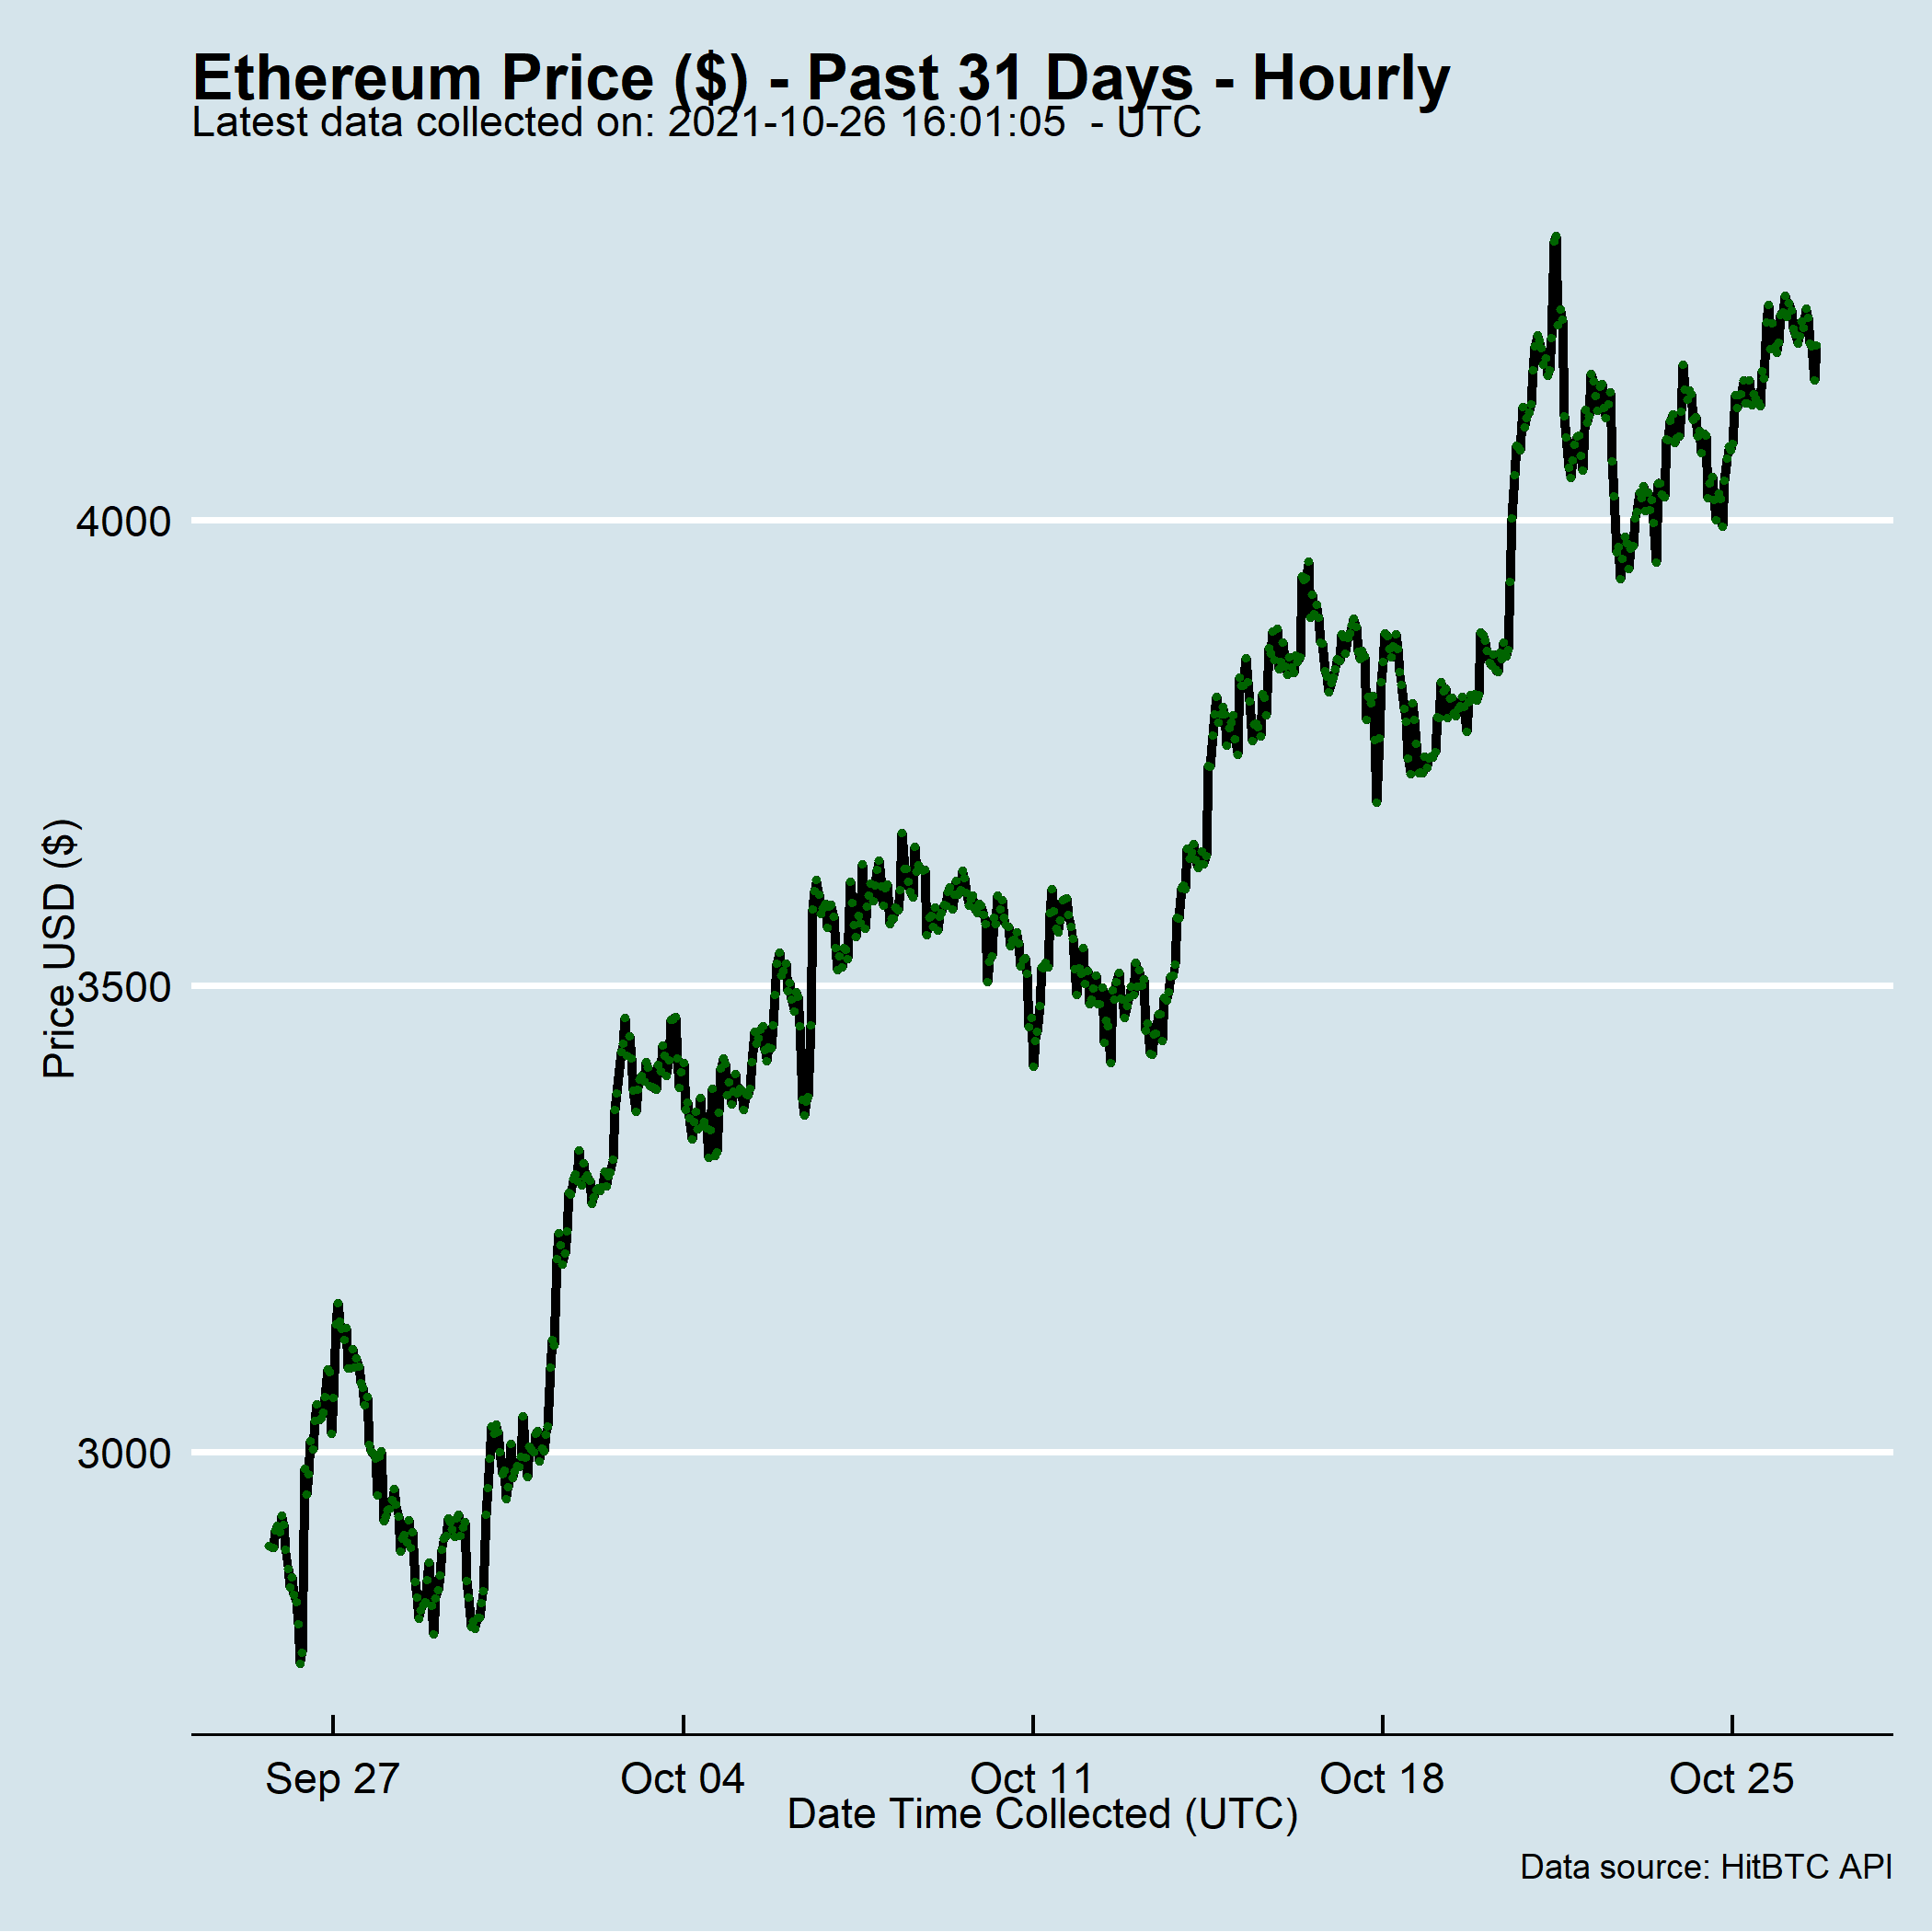 Ethereum Price ($) - Past 31 Days - Hourly
Latest data collected on: 2021-10-26 16:01:05  - UTC
4000
3500
3000
Price USD ($)
Sep 27
Oct 04
Oct 11
Oct 18
Oct 25
Date Time Collected (UTC)
Data source: HitBTC API